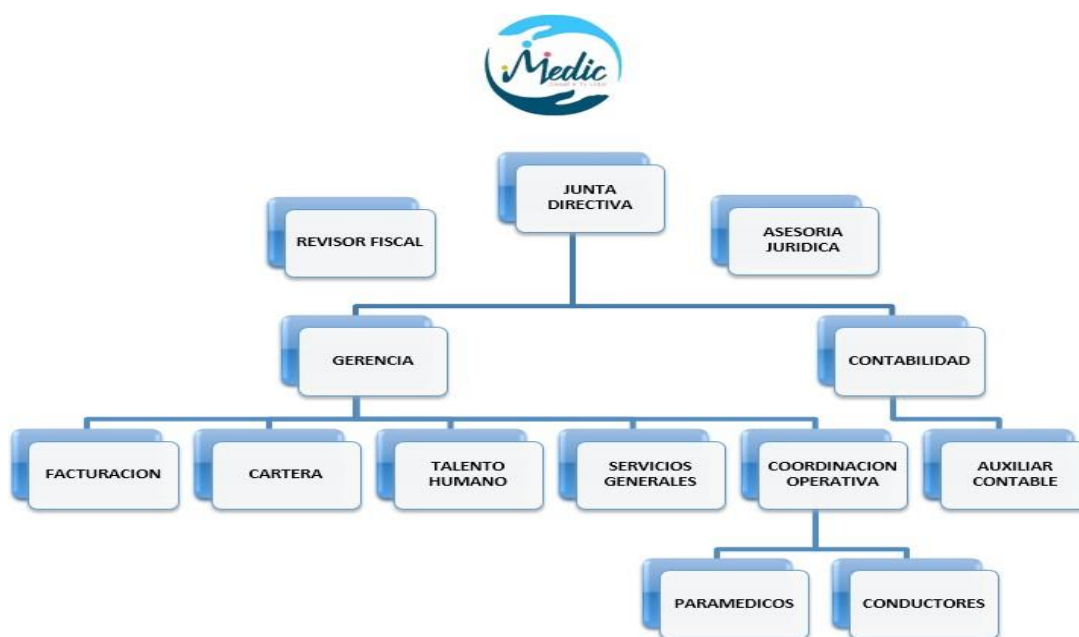 iMedic
JUNTA
DIRECTIVA
REVISOR FISCAL
ASESORIA
JURIDICA
GERENCIA
CONTABILIDAD
FACTURACION
CARTERA
TALENTO
HUMANO
SERVICIOS
GENERALES
COORDINACION
OPERATIVA
AUXILIAR
CONTABLE
PARAMEDICOS
CONDUCTORES